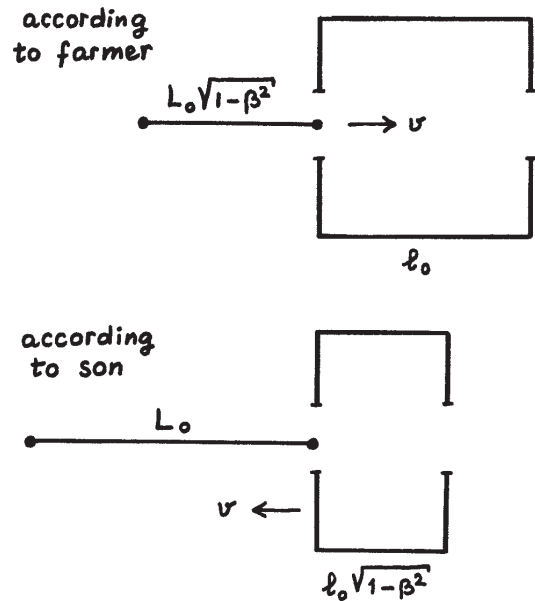 according
to farmer
L₀√1-β²
v
ℓ₀
according
to son
L₀
v
ℓ₀√1-β²